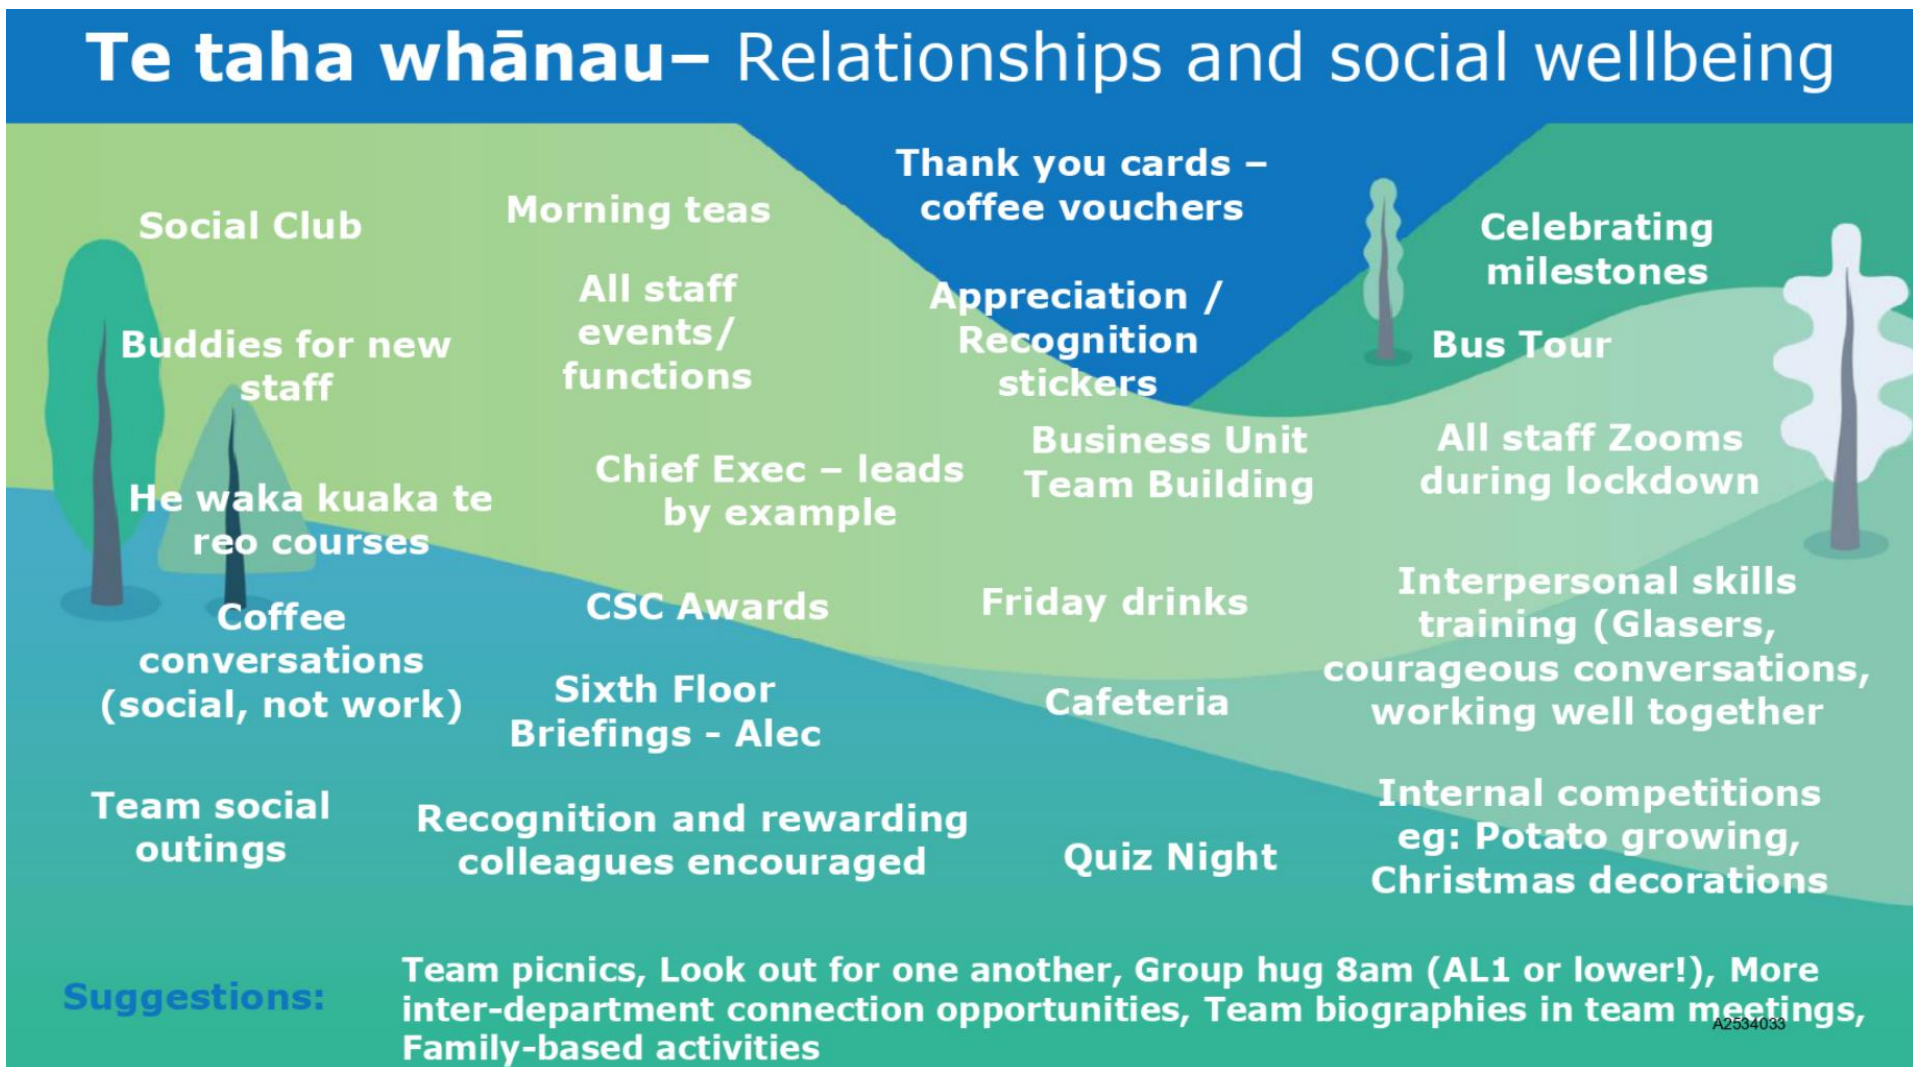 Te taha whānau– Relationships and social wellbeing
Social Club
Morning teas
Thank you cards –
coffee vouchers
Celebrating
milestones
Buddies for new
staff
All staff
events/
functions
Appreciation /
Recognition
stickers
Bus Tour
He waka kuaka te
reo courses
Chief Exec – leads
by example
Business Unit
Team Building
All staff Zooms
during lockdown
Coffee
conversations
(social, not work)
CSC Awards
Friday drinks
Interpersonal skills
training (Glasers,
courageous conversations,
working well together
Sixth Floor
Briefings - Alec
Cafeteria
Team social
outings
Recognition and rewarding
colleagues encouraged
Quiz Night
Internal competitions
eg: Potato growing,
Christmas decorations
Suggestions:
Team picnics, Look out for one another, Group hug 8am (AL1 or lower!), More
inter-department connection opportunities, Team biographies in team meetings,
Family-based activities
A2534033